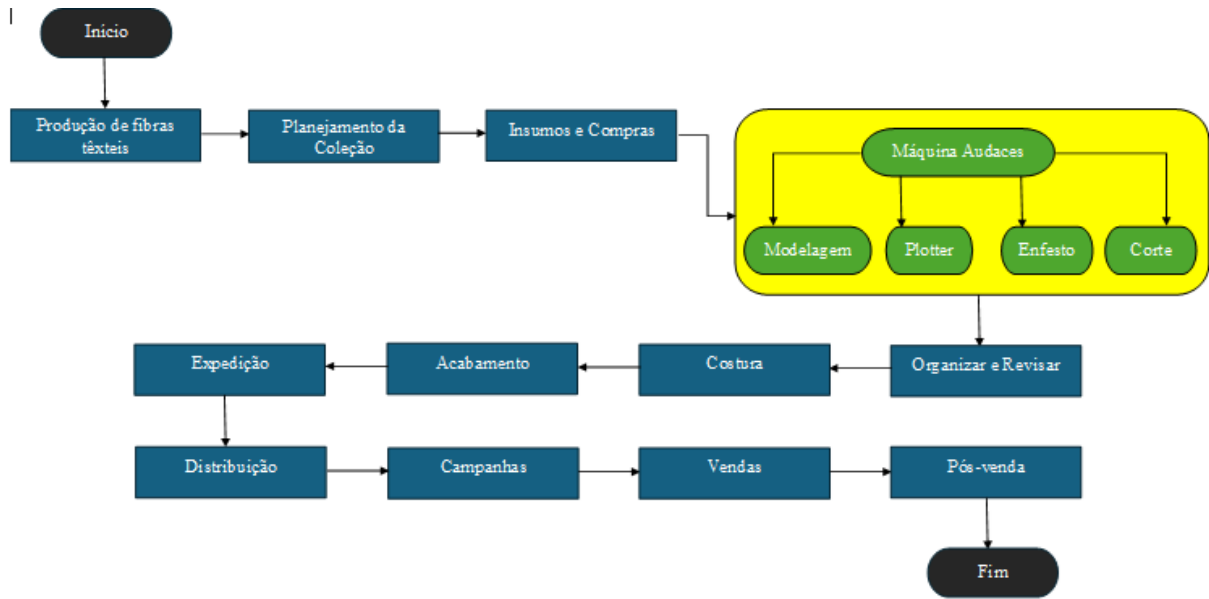 Início
Produção de fibras
têxteis
Planejamento da
Coleção
Insumos e Compras
Máquina Audaces
Modelagem
Plotter
Enfesto
Corte
Expedição
Acabamento
Costura
Organizar e Revisar
Distribuição
Campanhas
Vendas
Pós-venda
Fim